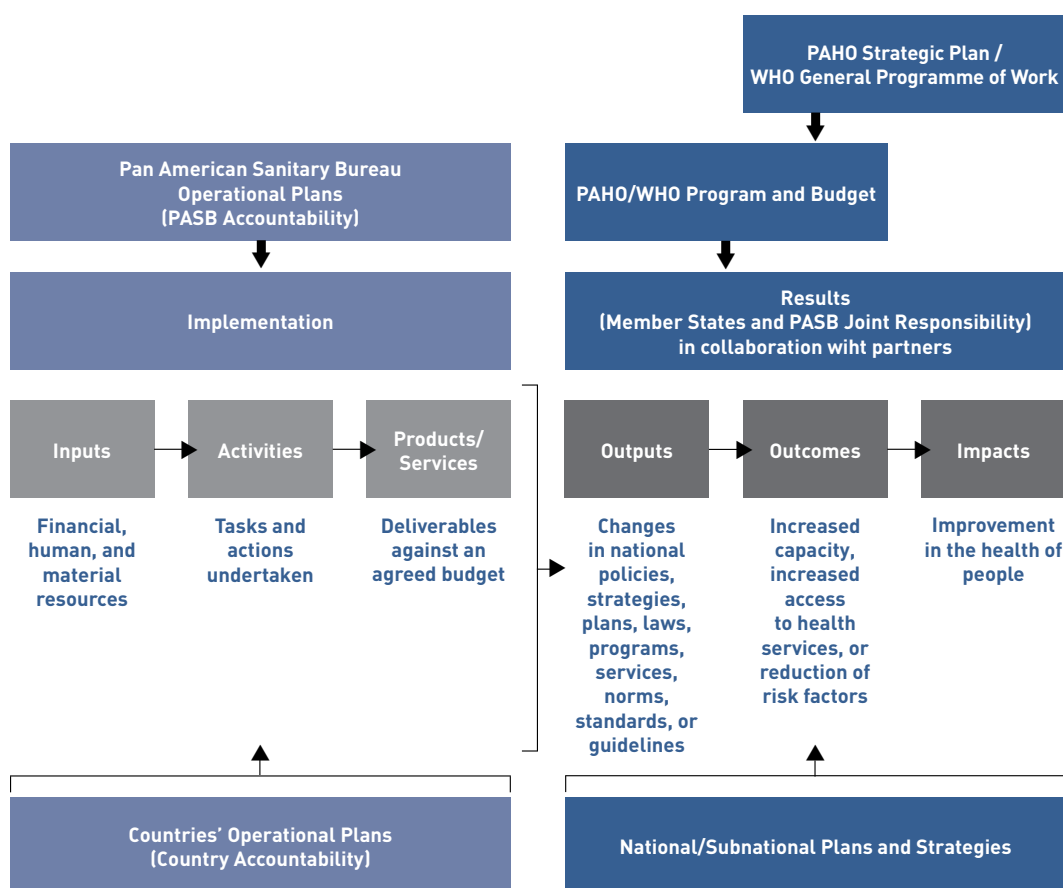 PAHO Strategic Plan /
WHO General Programme of Work
Pan American Sanitary Bureau
Operational Plans
(PASB Accountability)
PAHO/WHO Program and Budget
Implementation
Results
(Member States and PASB Joint Responsibility)
in collaboration wiht partners
Inputs
Activities
Products/
Services
Outputs
Outcomes
Impacts
Financial,
human, and
material
resources
Tasks and
actions
undertaken
Deliverables
against an
agreed budget
Changes
in national
policies,
strategies,
plans, laws,
programs,
services,
norms,
standards, or
guidelines
Increased
capacity,
increased
access
to health
services, or
reduction of
risk factors
Improvement
in the health of
people
Countries’ Operational Plans
(Country Accountability)
National/Subnational Plans and Strategies